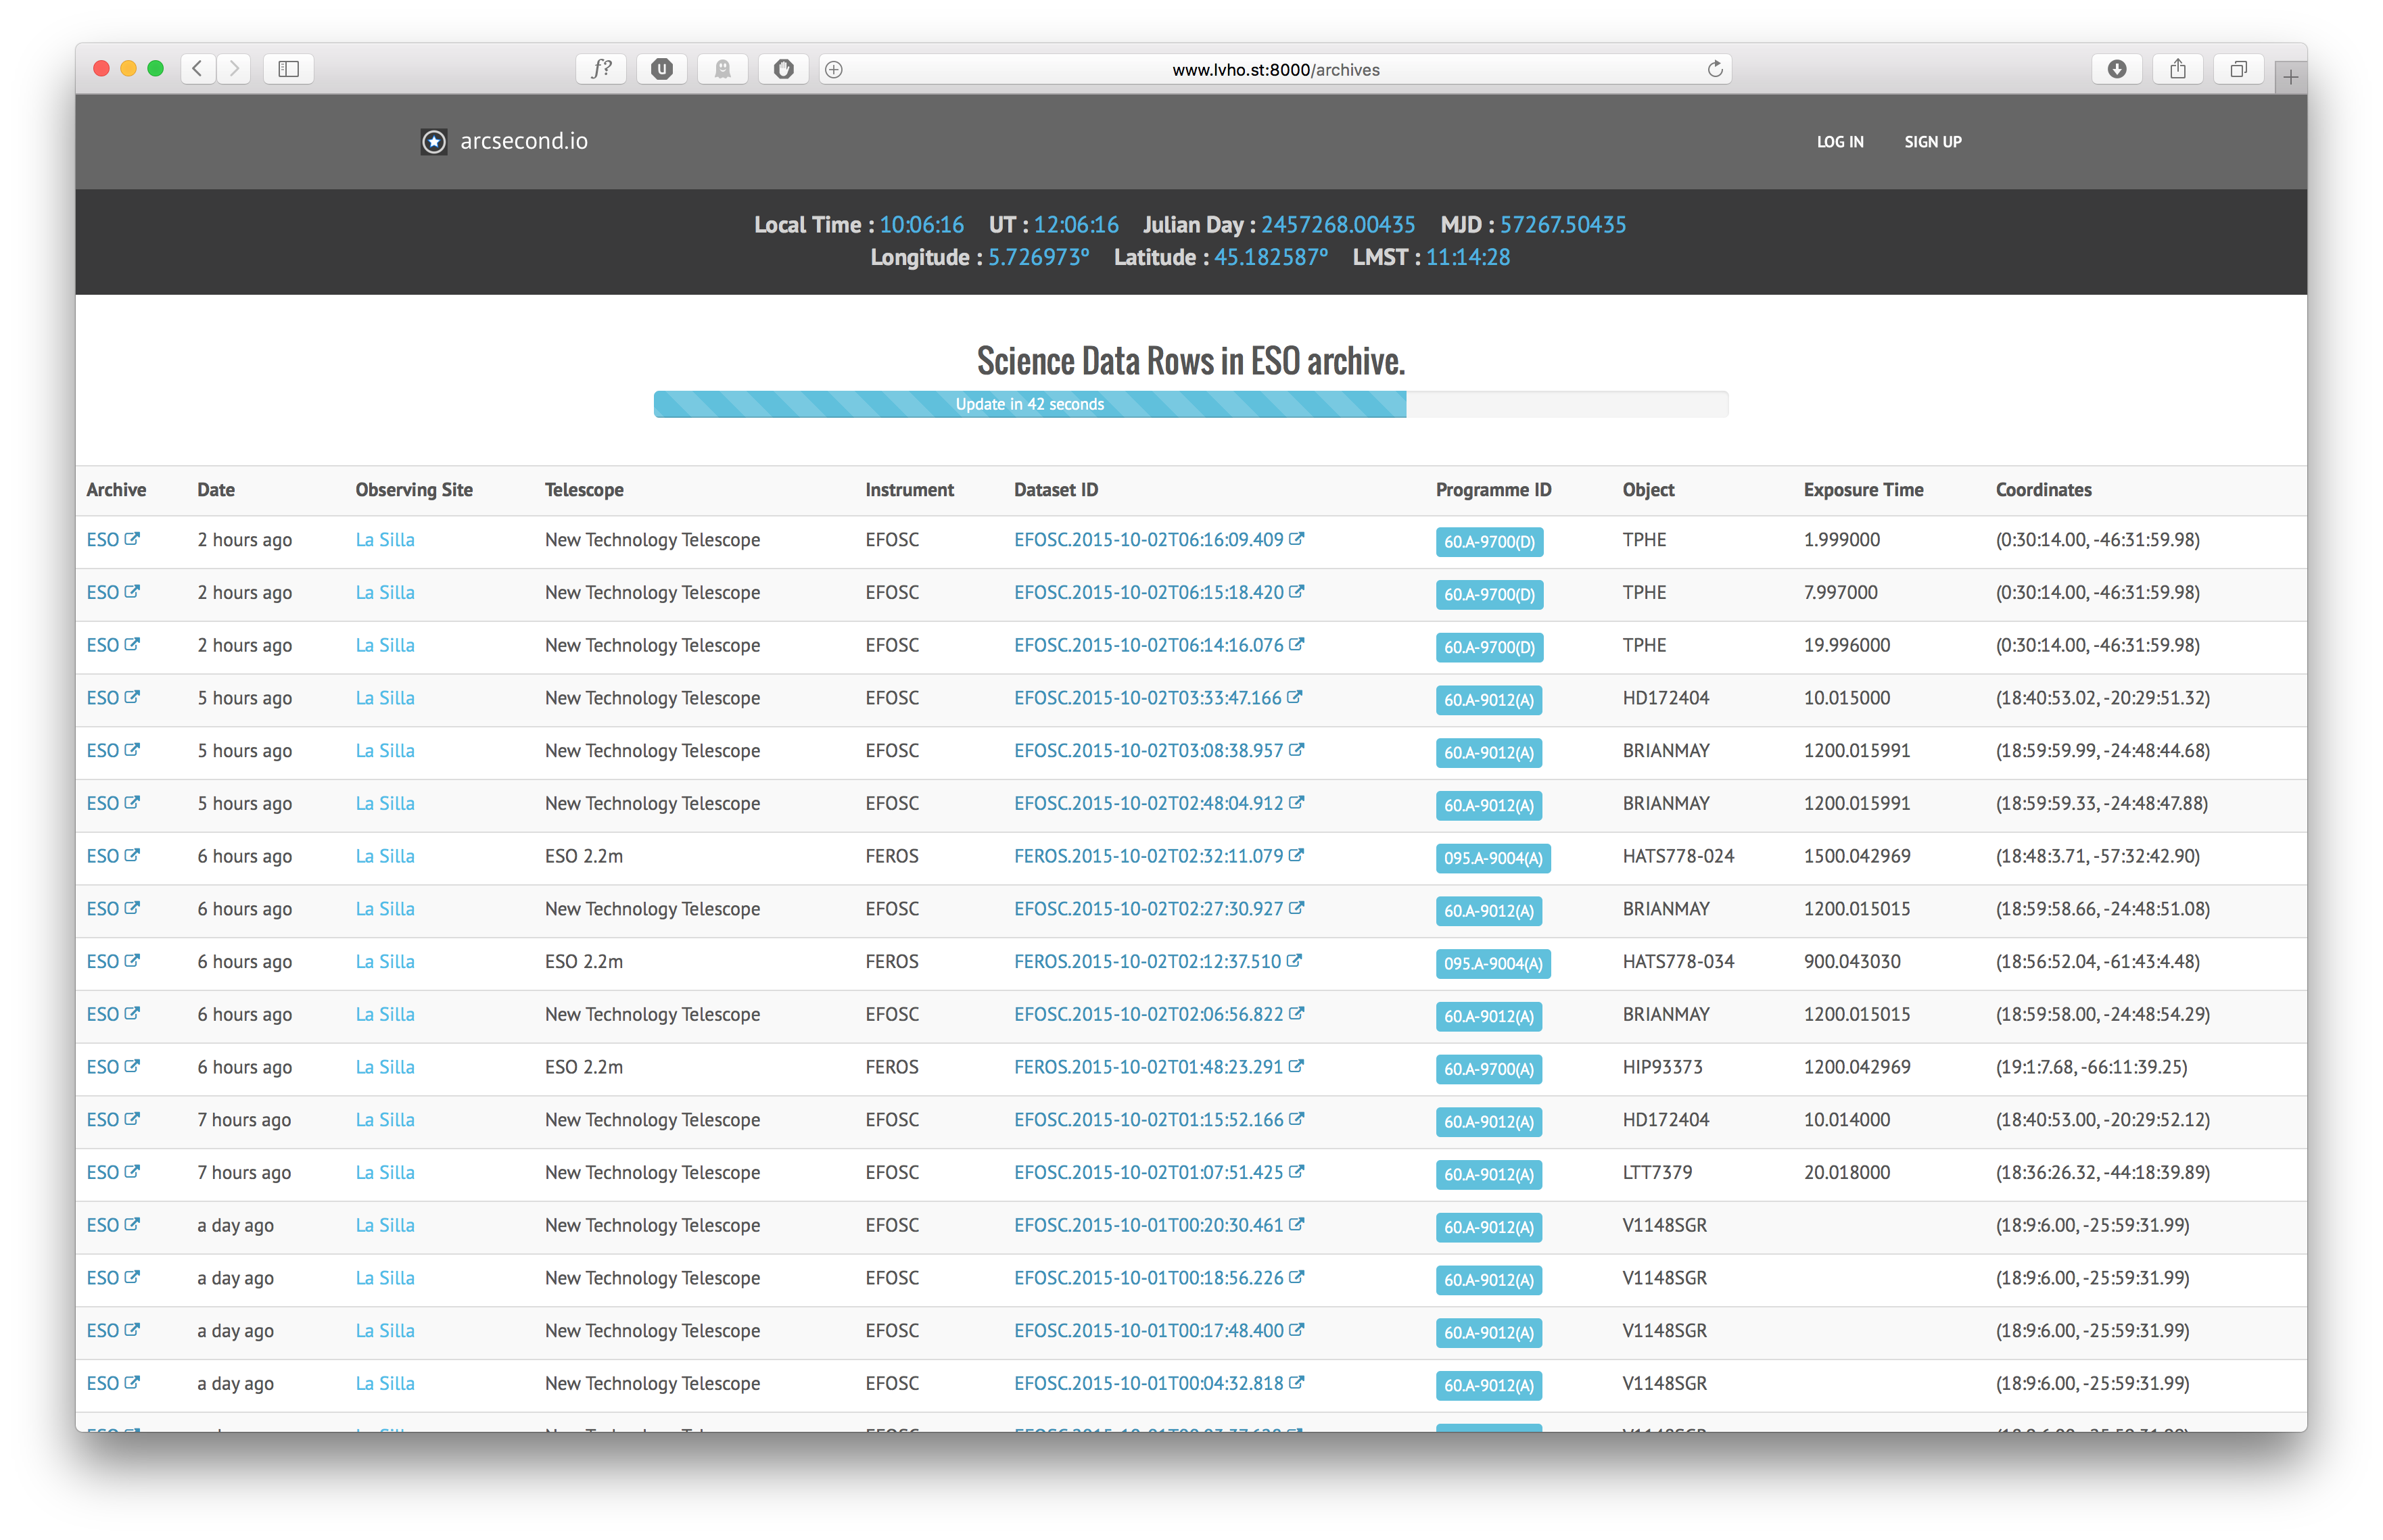 www.lvho.st:8000/archives
arcsecond.io LOG IN SIGN UP
Local Time : 10:06:16 UT : 12:06:16 Julian Day : 2457268.00435 MJD : 57267.50435
Longitude : 5.726973º Latitude : 45.182587º LMST : 11:14:28
Science Data Rows in ESO archive.
Update in 42 seconds
Archive Date Observing Site Telescope Instrument Dataset ID Programme ID Object Exposure Time Coordinates
ESO 2 hours ago La Silla New Technology Telescope EFOSC EFOSC.2015-10-02T06:16:09.409 60.A-9700(D) TPHE 1.999000 (0:30:14.00, -46:31:59.98)
ESO 2 hours ago La Silla New Technology Telescope EFOSC EFOSC.2015-10-02T06:15:18.420 60.A-9700(D) TPHE 7.997000 (0:30:14.00, -46:31:59.98)
ESO 2 hours ago La Silla New Technology Telescope EFOSC EFOSC.2015-10-02T06:14:16.076 60.A-9700(D) TPHE 19.996000 (0:30:14.00, -46:31:59.98)
ESO 5 hours ago La Silla New Technology Telescope EFOSC EFOSC.2015-10-02T03:33:47.166 60.A-9012(A) HD172404 10.015000 (18:40:53.02, -20:29:51.32)
ESO 5 hours ago La Silla New Technology Telescope EFOSC EFOSC.2015-10-02T03:08:38.957 60.A-9012(A) BRIANMAY 1200.015991 (18:59:59.99, -24:48:44.68)
ESO 5 hours ago La Silla New Technology Telescope EFOSC EFOSC.2015-10-02T02:48:04.912 60.A-9012(A) BRIANMAY 1200.015991 (18:59:59.33, -24:48:47.88)
ESO 6 hours ago La Silla ESO 2.2m FEROS FEROS.2015-10-02T02:32:11.079 095.A-9004(A) HATS778-024 1500.042969 (18:48:3.71, -57:32:42.90)
ESO 6 hours ago La Silla New Technology Telescope EFOSC EFOSC.2015-10-02T02:27:30.927 60.A-9012(A) BRIANMAY 1200.015015 (18:59:58.66, -24:48:51.08)
ESO 6 hours ago La Silla ESO 2.2m FEROS FEROS.2015-10-02T02:12:37.510 095.A-9004(A) HATS778-034 900.043030 (18:56:52.04, -61:43:4.48)
ESO 6 hours ago La Silla New Technology Telescope EFOSC EFOSC.2015-10-02T02:06:56.822 60.A-9012(A) BRIANMAY 1200.015015 (18:59:58.00, -24:48:54.29)
ESO 6 hours ago La Silla ESO 2.2m FEROS FEROS.2015-10-02T01:48:23.291 60.A-9700(A) HIP93373 1200.042969 (19:1:7.68, -66:11:39.25)
ESO 7 hours ago La Silla New Technology Telescope EFOSC EFOSC.2015-10-02T01:15:52.166 60.A-9012(A) HD172404 10.014000 (18:40:53.00, -20:29:52.12)
ESO 7 hours ago La Silla New Technology Telescope EFOSC EFOSC.2015-10-02T01:07:51.425 60.A-9012(A) LTT7379 20.018000 (18:36:26.32, -44:18:39.89)
ESO a day ago La Silla New Technology Telescope EFOSC EFOSC.2015-10-01T00:20:30.461 60.A-9012(A) V1148SGR (18:9:6.00, -25:59:31.99)
ESO a day ago La Silla New Technology Telescope EFOSC EFOSC.2015-10-01T00:18:56.226 60.A-9012(A) V1148SGR (18:9:6.00, -25:59:31.99)
ESO a day ago La Silla New Technology Telescope EFOSC EFOSC.2015-10-01T00:17:48.400 60.A-9012(A) V1148SGR (18:9:6.00, -25:59:31.99)
ESO a day ago La Silla New Technology Telescope EFOSC EFOSC.2015-10-01T00:04:32.818 60.A-9012(A) V1148SGR (18:9:6.00, -25:59:31.99)